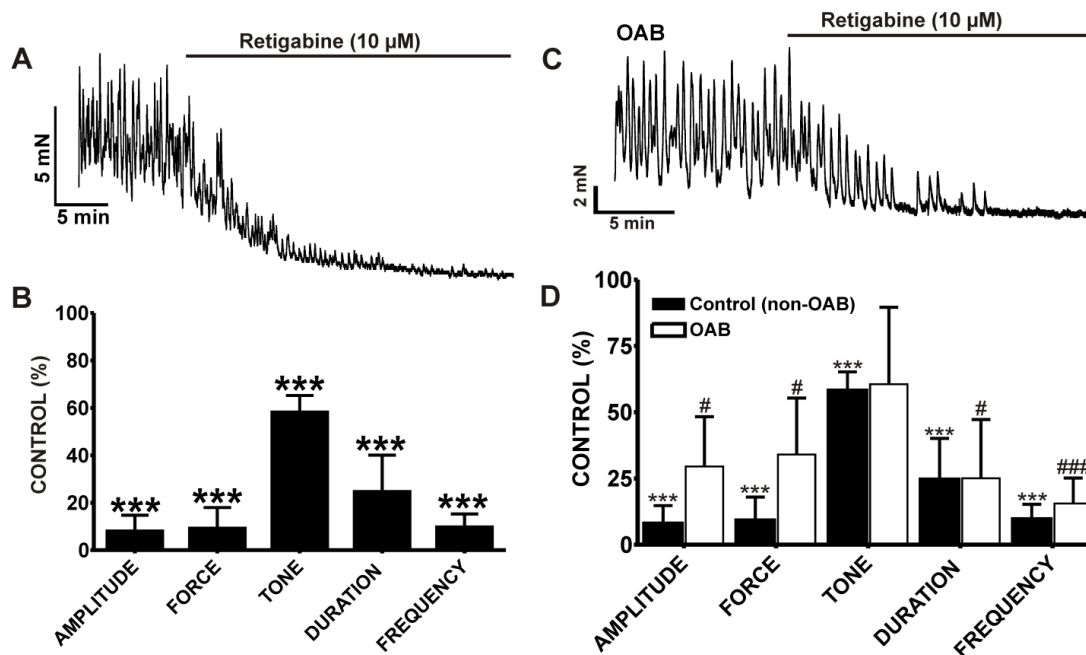 A
Retigabine (10 µM)
5 mN
5 min
B
CONTROL (%)
100
80
60
40
20
0
***
***
***
***
***
AMPLITUDE
FORCE
TONE
DURATION
FREQUENCY
C
OAB
Retigabine (10 µM)
2 mN
5 min
D
Control (non-OAB)
OAB
CONTROL (%)
100
75
50
25
0
***
#
***
#
***
***
#
***
###
AMPLITUDE
FORCE
TONE
DURATION
FREQUENCY